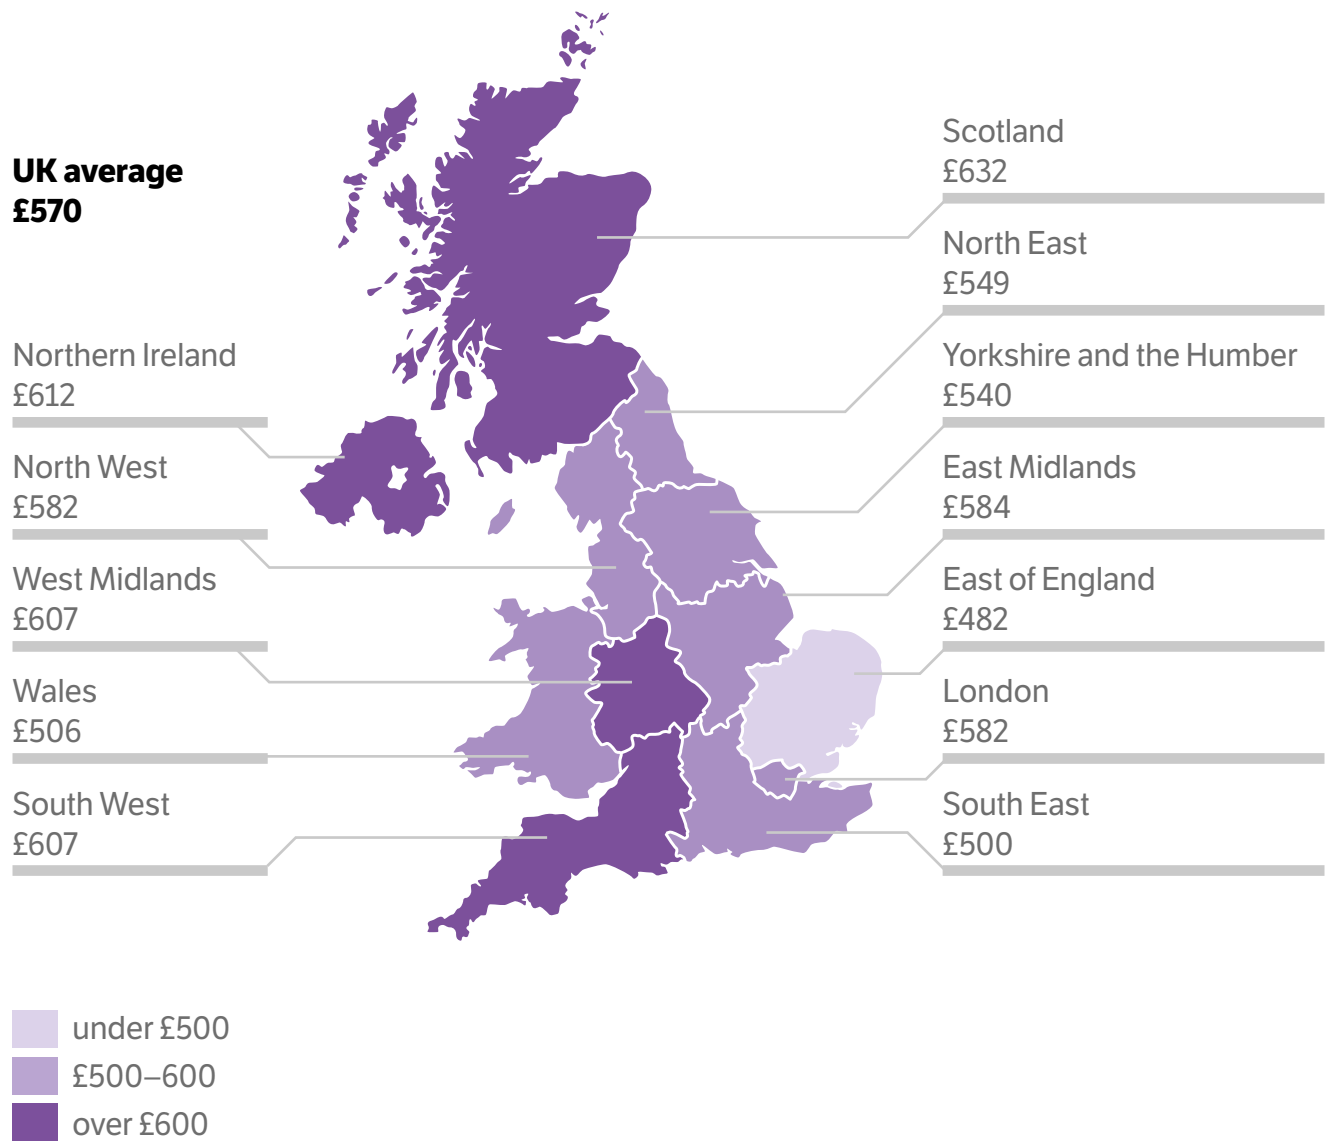 UK average
£570
Northern Ireland
£612
North West
£582
West Midlands
£607
Wales
£506
South West
£607
Scotland
£632
North East
£549
Yorkshire and the Humber
£540
East Midlands
£584
East of England
£482
London
£582
South East
£500
under £500
£500–600
over £600